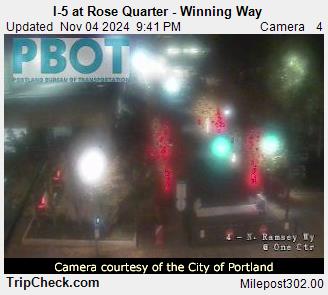 I-5 at Rose Quarter - Winning Way
Updated Nov 04 2024 9:41 PM Camera 4
PBOT
PORTLAND BUREAU OF TRANSPORTATION
4 - N. Ramsey Wy
@ One Ctr
Camera courtesy of the City of Portland
TripCheck.com Milepost302.00